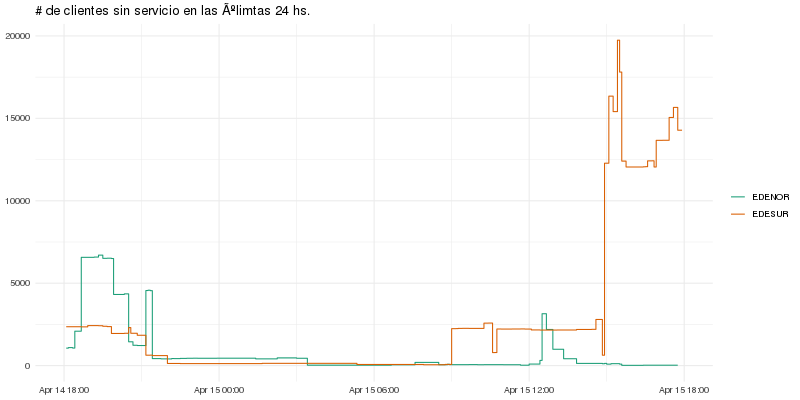 # de clientes sin servicio en las Ãºlimtas 24 hs.
20000
15000
10000
5000
0
Apr 14 18:00
Apr 15 00:00
Apr 15 06:00
Apr 15 12:00
Apr 15 18:00
EDENOR
EDESUR